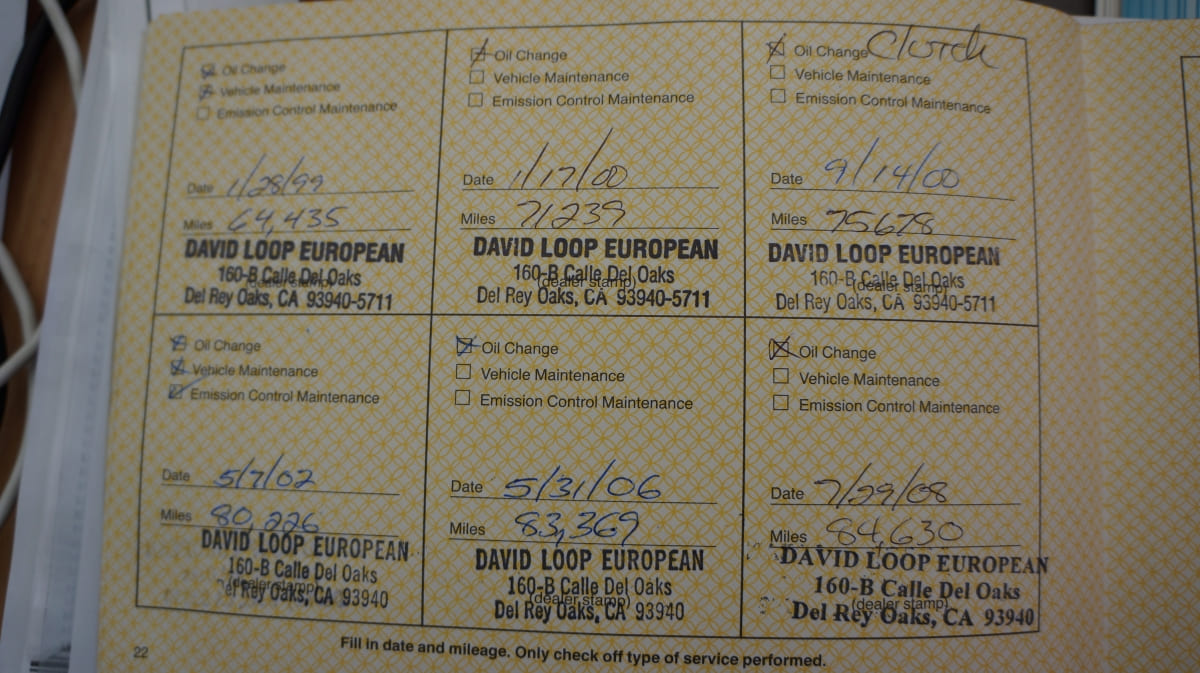 Oil Change
Vehicle Maintenance
Emission Control Maintenance
Date 1/28/99
Miles 64,435
DAVID LOOP EUROPEAN
160-B Calle Del Oaks
(dealer stamp)
Del Rey Oaks, CA 93940-5711
Oil Change
Vehicle Maintenance
Emission Control Maintenance
Date 1/17/00
Miles 71239
DAVID LOOP EUROPEAN
160-B Calle Del Oaks
(dealer stamp)
Del Rey Oaks, CA 93940-5711
Oil Change Clutch
Vehicle Maintenance
Emission Control Maintenance
Date 9/14/00
Miles 75678
DAVID LOOP EUROPEAN
160-B Calle Del Oaks
(dealer stamp)
Del Rey Oaks, CA 93940-5711
Oil Change
Vehicle Maintenance
Emission Control Maintenance
Date 5/7/02
Miles 80,226
DAVID LOOP EUROPEAN
160-B Calle Del Oaks
(dealer stamp)
el Rey Oaks, CA 93940
Oil Change
Vehicle Maintenance
Emission Control Maintenance
Date 5/31/06
Miles 83,369
DAVID LOOP EUROPEAN
160-B Calle Del Oaks
(dealer stamp)
Del Rey Oaks, CA 93940
Oil Change
Vehicle Maintenance
Emission Control Maintenance
Date 7/29/08
Miles 84,630
DAVID LOOP EUROPEAN
160-B Calle Del Oaks
(dealer stamp)
Del Rey Oaks, CA 93940
22
Fill in date and mileage. Only check off type of service performed.